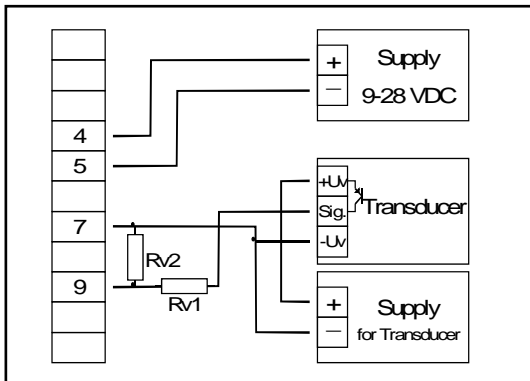 4
5
7
9
Rv2
Rv1
+
−
Supply
9-28 VDC
+Uv
Sig.
-Uv
Transducer
+
−
Supply
for Transducer